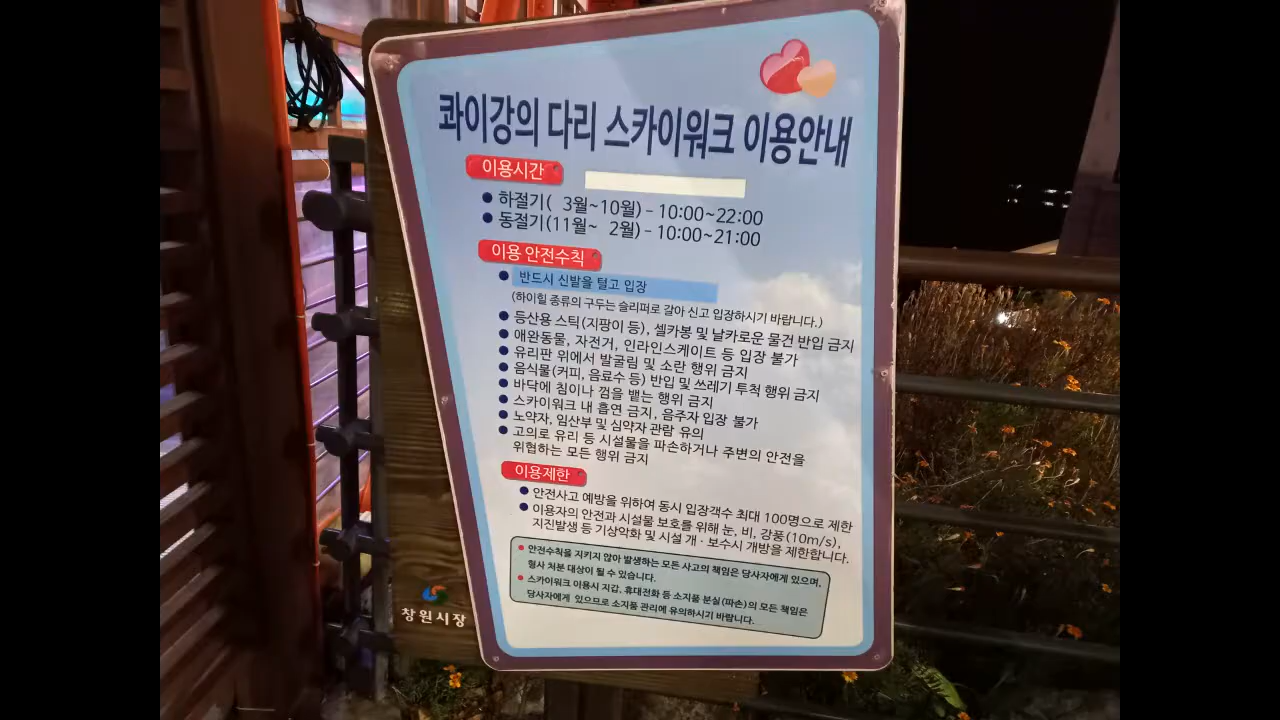 콰이강의 다리 스카이워크 이용안내
이용시간
● 하절기( 3월~10월) - 10:00~22:00
● 동절기(11월~ 2월) - 10:00~21:00
이용 안전수칙
● 반드시 신발을 털고 입장
(하이힐 종류의 구두는 슬리퍼로 갈아 신고 입장하시기 바랍니다.)
● 등산용 스틱(지팡이 등), 셀카봉 및 날카로운 물건 반입 금지
● 애완동물, 자전거, 인라인스케이트 등 입장 불가
● 유리판 위에서 발굴림 및 소란 행위 금지
● 음식물(커피, 음료수 등) 반입 및 쓰레기 투척 행위 금지
● 바닥에 침이나 껌을 뱉는 행위 금지
● 스카이워크 내 흡연 금지, 음주자 입장 불가
● 노약자, 임산부 및 심약자 관람 유의
● 고의로 유리 등 시설물을 파손하거나 주변의 안전을
위협하는 모든 행위 금지
이용제한
● 안전사고 예방을 위하여 동시 입장객수 최대 100명으로 제한
● 이용자의 안전과 시설물 보호를 위해 눈, 비, 강풍(10m/s),
지진발생 등 기상악화 및 시설 개·보수시 개방을 제한합니다.
● 안전수칙을 지키지 않아 발생하는 모든 사고의 책임은 당사자에게 있으며,
형사 처분 대상이 될 수 있습니다.
● 스카이워크 이용시 지갑, 휴대전화 등 소지품 분실(파손)의 모든 책임은
당사자에게 있으므로 소지품 관리에 유의하시기 바랍니다.
창원시장